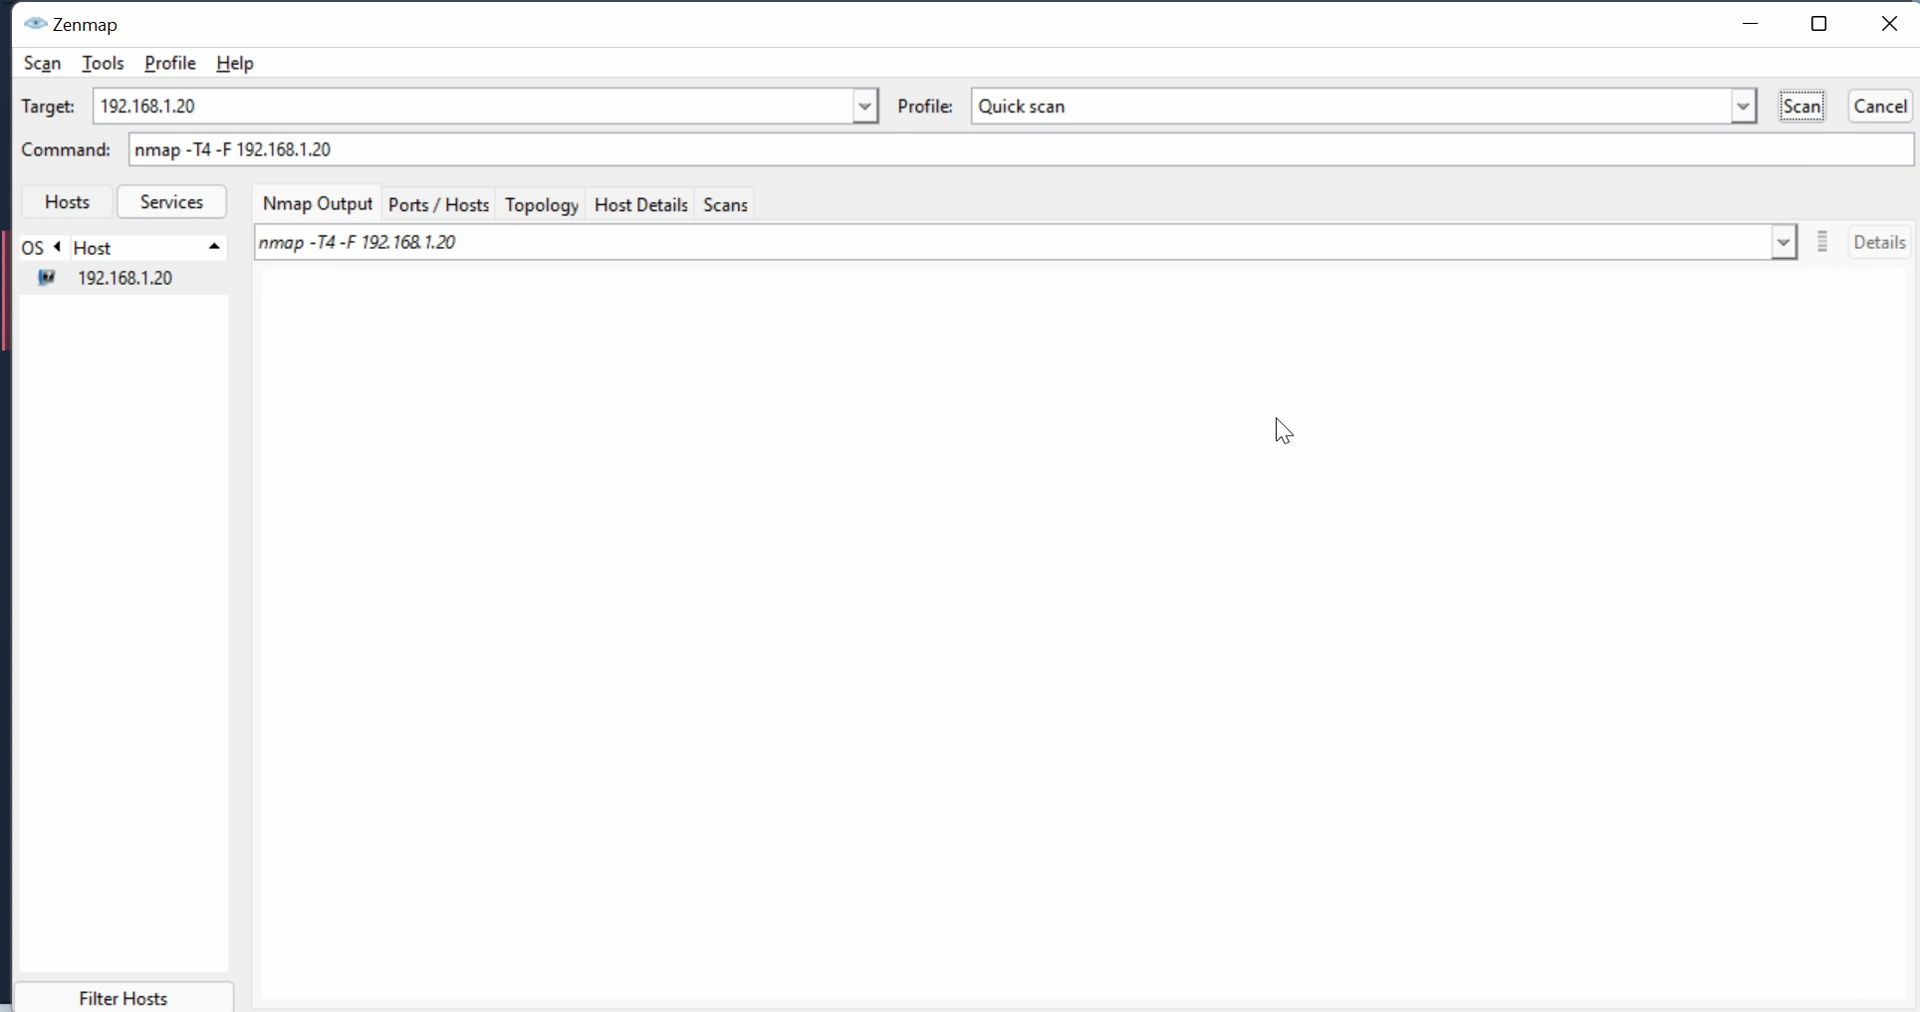 Zenmap
Scan Tools Profile Help
Target: 192.168.1.20 Profile: Quick scan Scan Cancel
Command: nmap -T4 -F 192.168.1.20
Hosts Services Nmap Output Ports / Hosts Topology Host Details Scans
OS Host nmap -T4 -F 192.168.1.20 Details
192.168.1.20
Filter Hosts